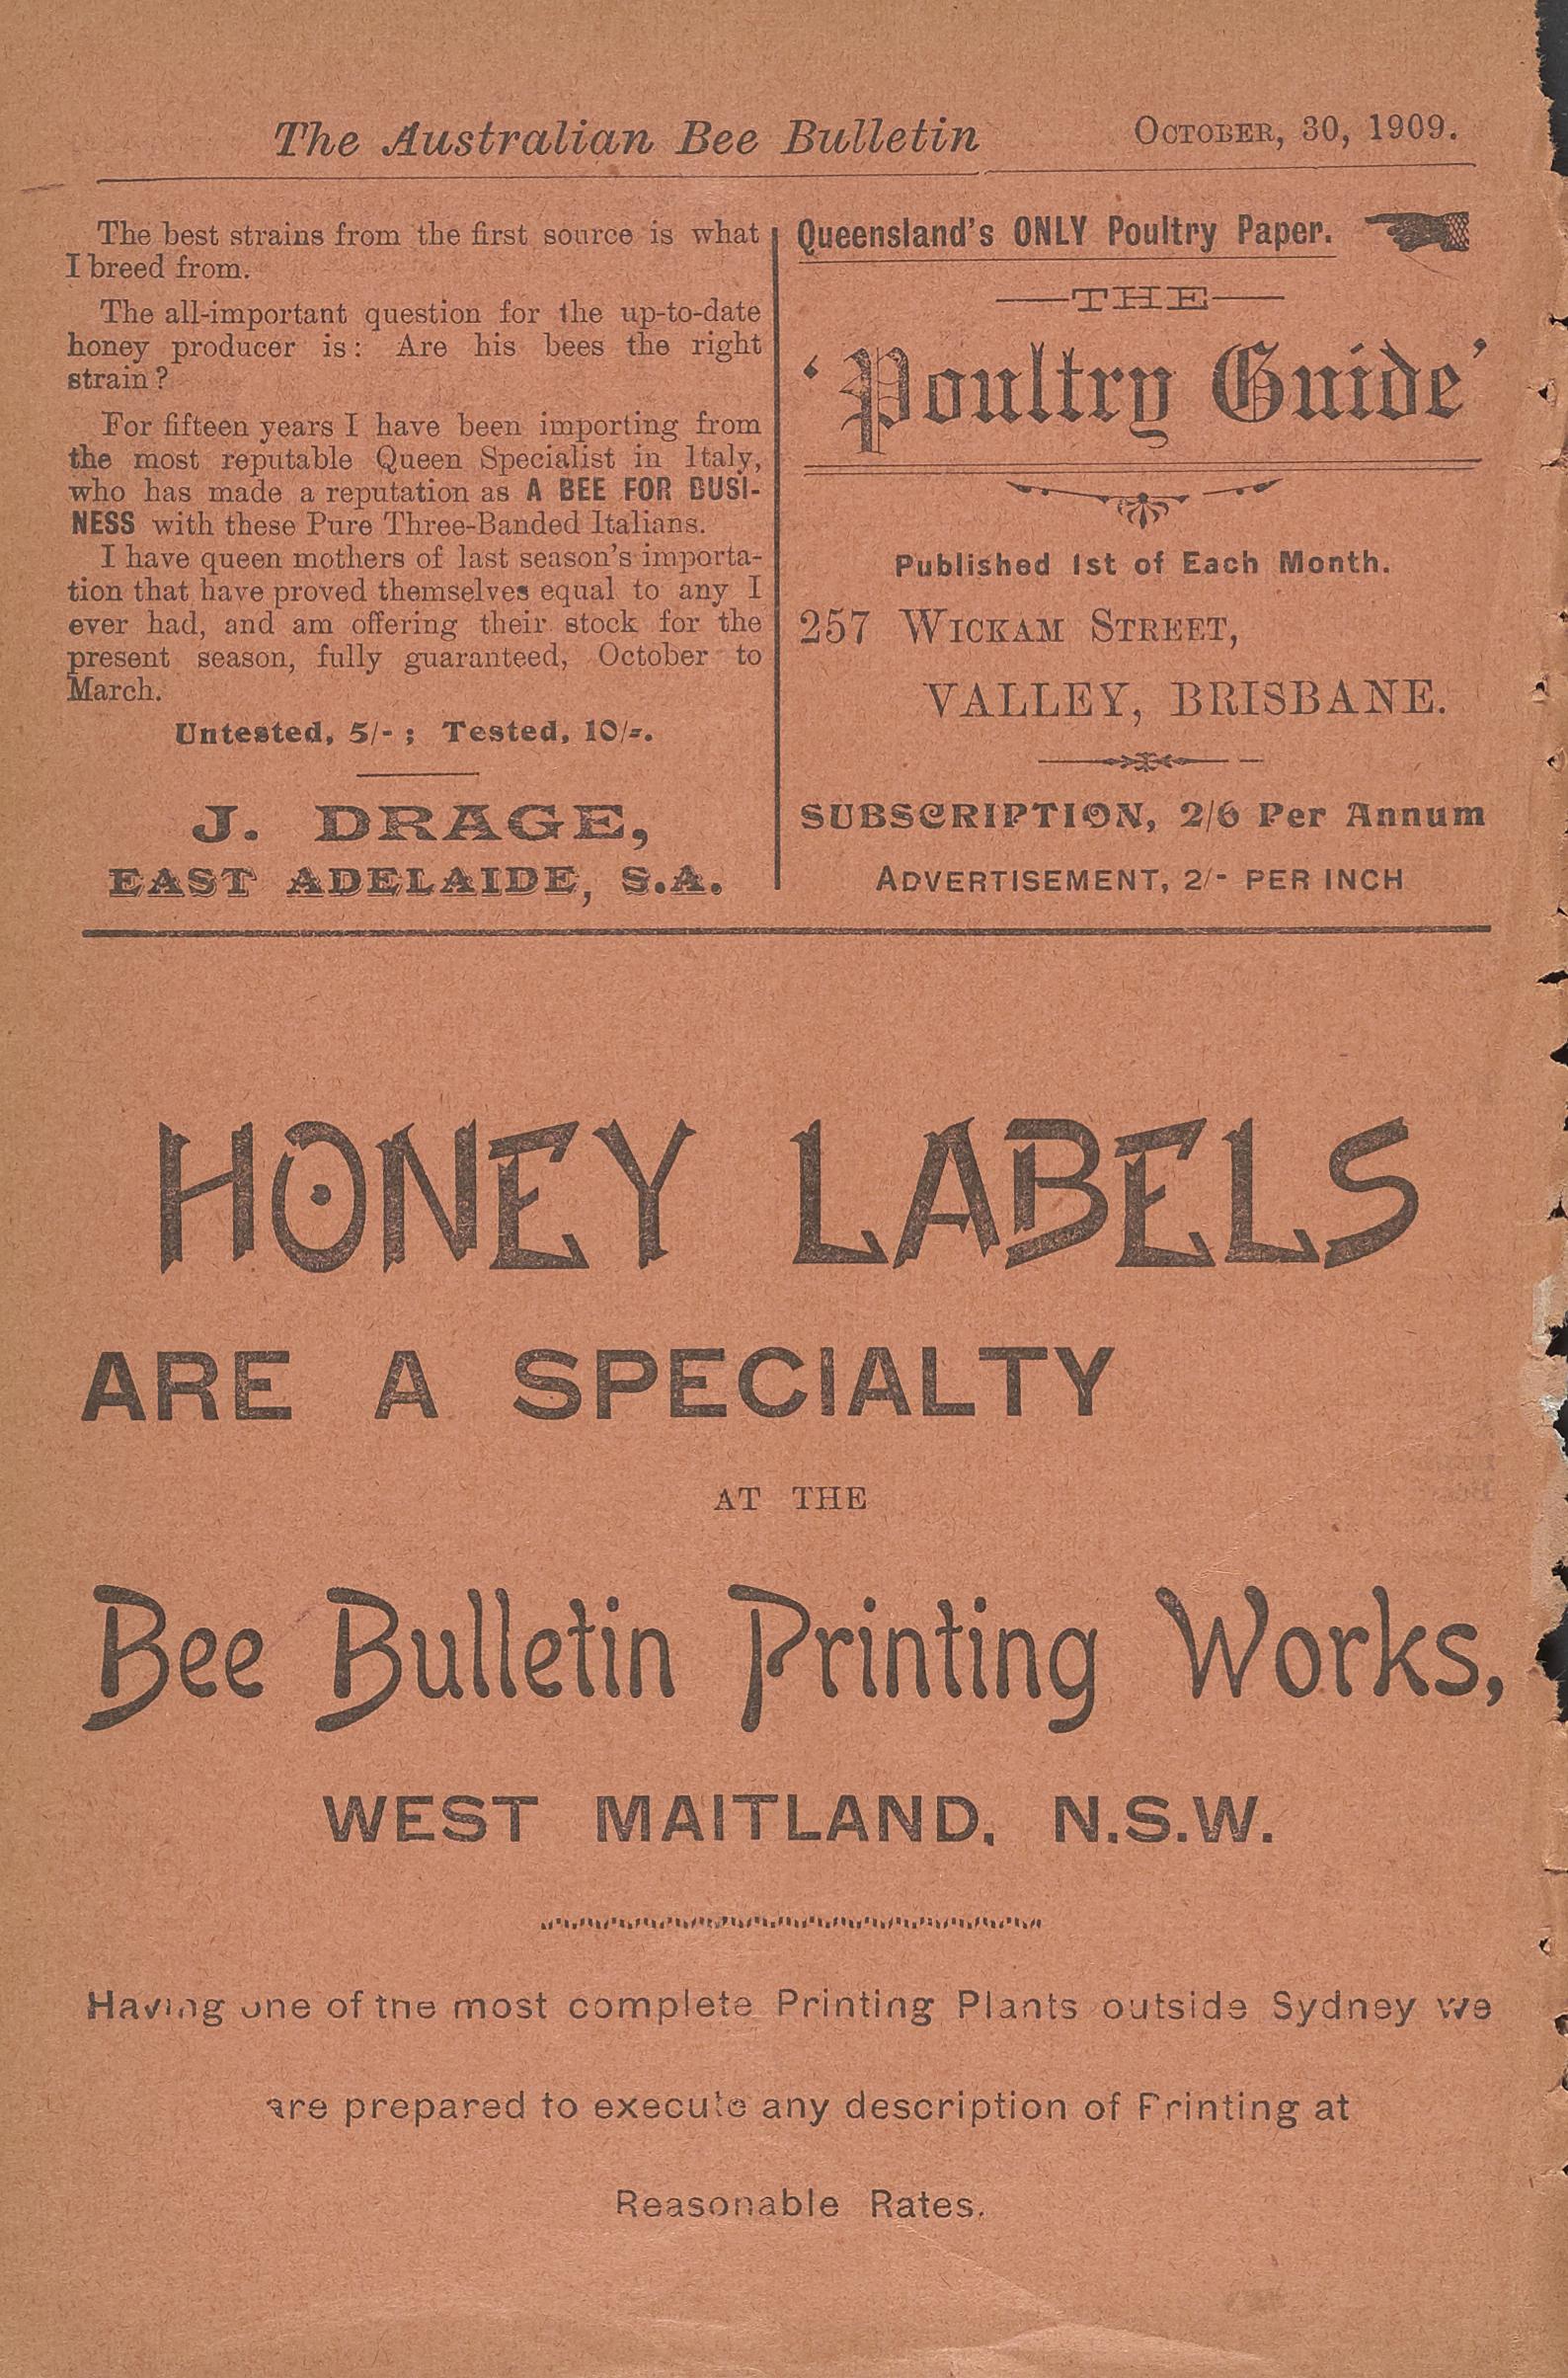 The Australian Bee Bulletin
OCTOBER, 30, 1909.
The best strains from the first source is what
I breed from.
The all-important question for the up-to-date
honey producer is: Are his bees the right
strain?
For fifteen years I have been importing from
the most reputable Queen Specialist in Italy,
who has made a reputation as A BEE FOR BUSI-
NESS with these Pure Three-Banded Italians.
I have queen mothers of last season's importa-
tion that have proved themselves equal to any I
ever had, and am offering their stock for the
present season, fully guaranteed, October to
March.
Untested, 5/- ; Tested, 10/-.
J. DRAGE,
EAST ADELAIDE, S.A.
Queensland's ONLY Poultry Paper.
THE
'Poultry Guide'
Published 1st of Each Month.
257 WICKAM STREET,
VALLEY, BRISBANE.
SUBSCRIPTION, 2/6 Per Annum
ADVERTISEMENT, 2/- PER INCH
HONEY LABELS
ARE A SPECIALTY
AT THE
Bee Bulletin Printing Works,
WEST MAITLAND, N.S.W.
Having one of the most complete Printing Plants outside Sydney we
are prepared to execute any description of Printing at
Reasonable Rates.